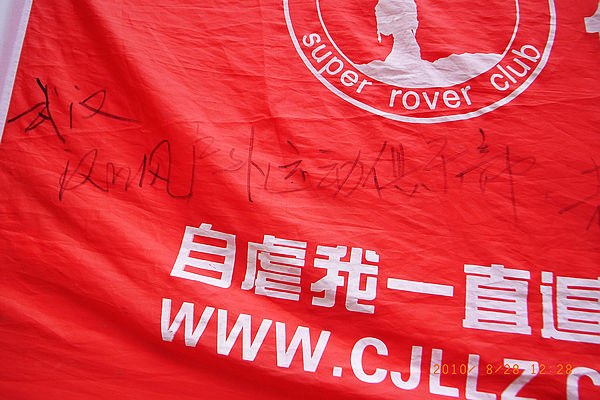 super rover club
武汉
户外运动俱乐部
自虐我一直
WWW.CJLLZ.C
2010/ 8/28 12:28